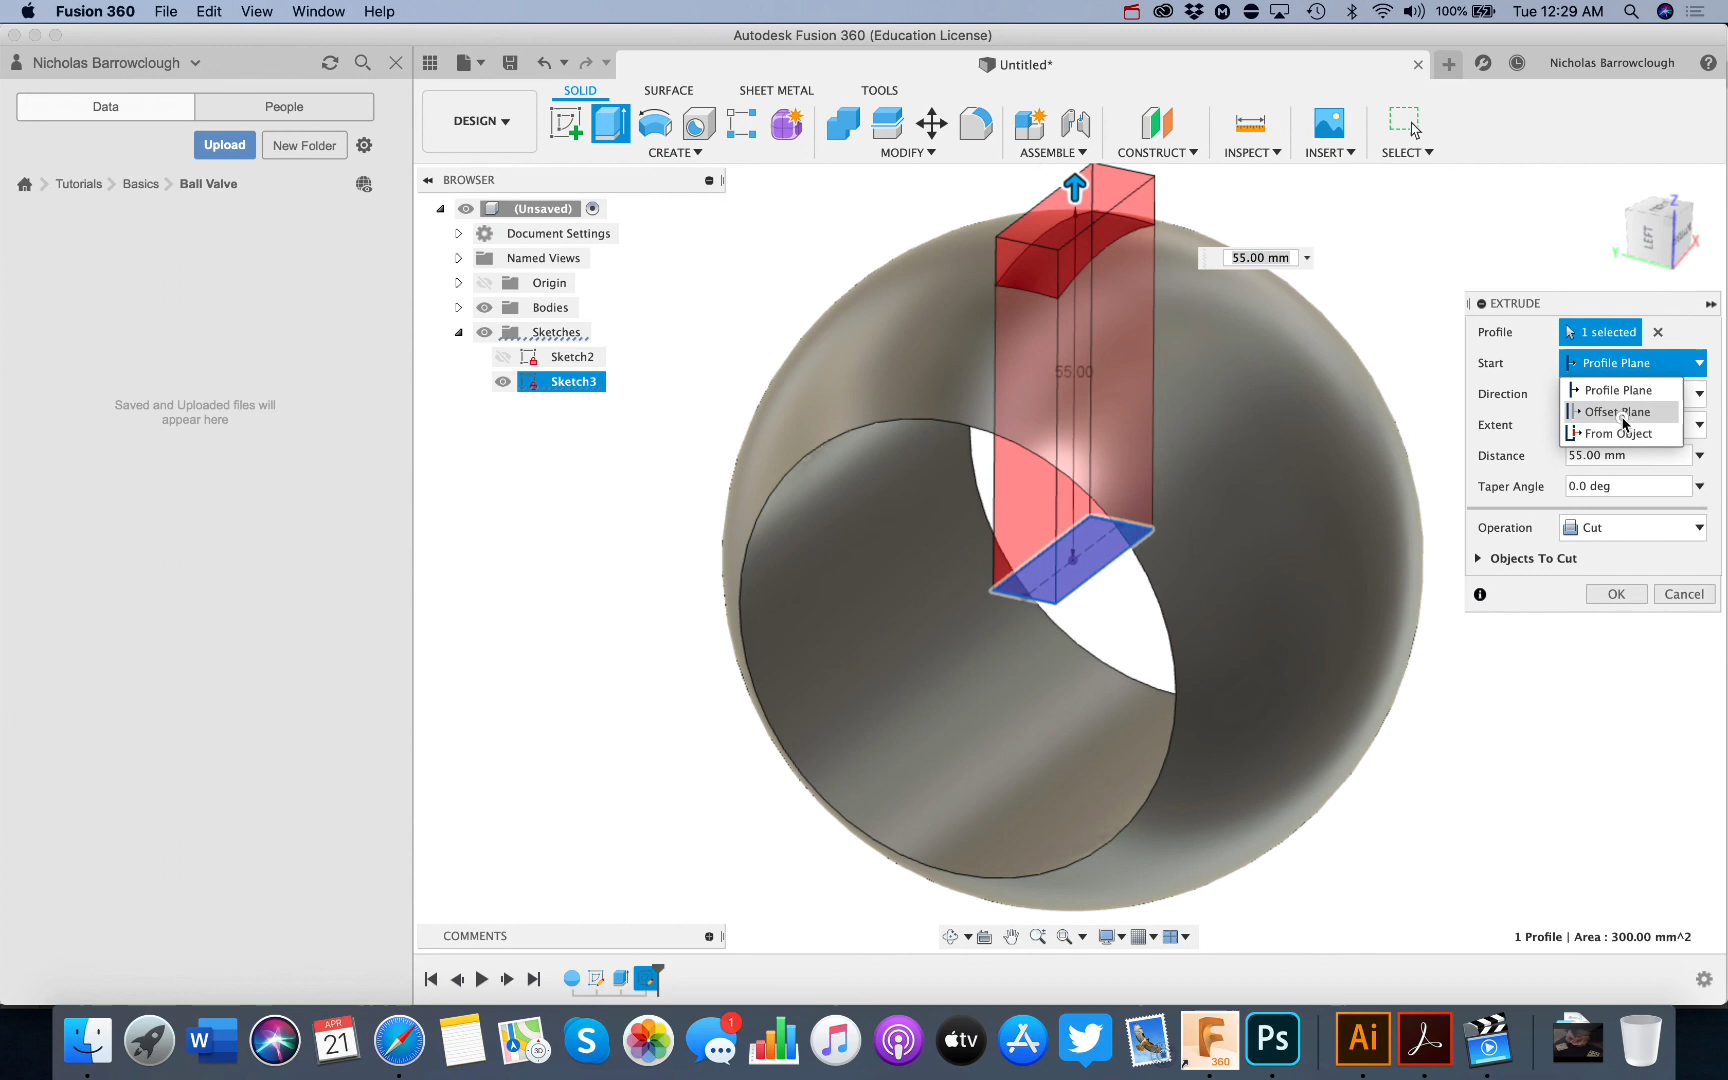 Fusion 360 File Edit View Window Help 100% Tue 12:29 AM
Autodesk Fusion 360 (Education License)
Nicholas Barrowclough
Untitled*
Nicholas Barrowclough
Data People
Upload New Folder
Tutorials Basics Ball Valve
Saved and Uploaded files will
appear here
SOLID SURFACE SHEET METAL TOOLS
DESIGN
CREATE MODIFY ASSEMBLE CONSTRUCT INSPECT INSERT SELECT
BROWSER
(Unsaved)
Document Settings
Named Views
Origin
Bodies
Sketches
Sketch2
Sketch3
55.00
55.00 mm
Z
LEFT
X
Y
EXTRUDE
Profile 1 selected
Start Profile Plane
Profile Plane
Direction
Offset Plane
Extent
From Object
Distance 55.00 mm
Taper Angle 0.0 deg
Operation Cut
Objects To Cut
OK Cancel
COMMENTS
1 Profile | Area : 300.00 mm^2
W
APR
21
3D
1
tv
F
360
Ps
Ai